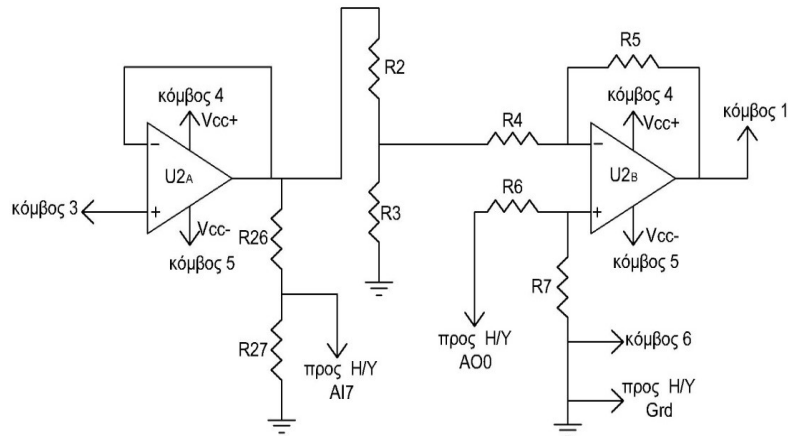 R2
R5
κόμβος 4
Vcc+
R4
κόμβος 4
Vcc+
κόμβος 1
−
U2A
+
−
U2B
+
κόμβος 3
R6
R3
R26
Vcc-
κόμβος 5
Vcc-
κόμβος 5
R7
R27
προς Η/Υ
AI7
προς Η/Υ
AO0
κόμβος 6
προς Η/Υ
Grd